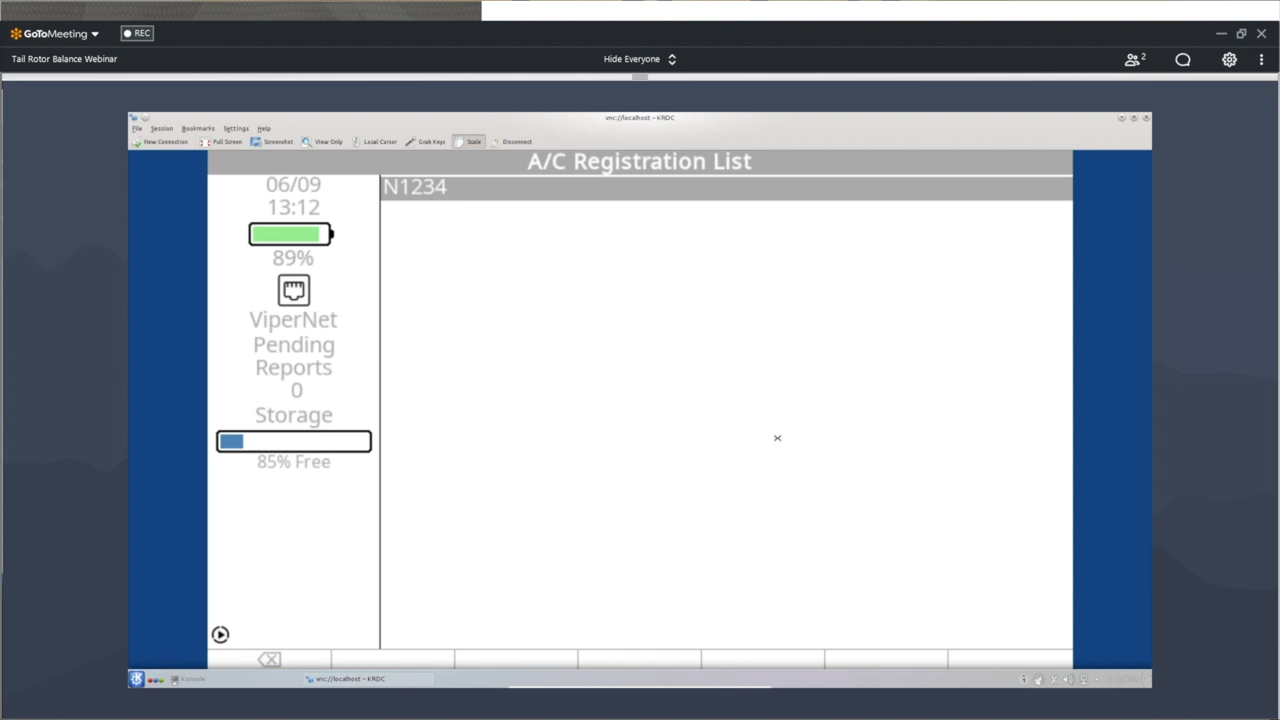 GoToMeeting
REC
Tail Rotor Balance Webinar
Hide Everyone
2
vnc://localhost - KRDC
File Session Bookmarks Settings Help
New Connection Full Screen Screenshot View Only Local Cursor Grab Keys Scale Disconnect
A/C Registration List
06/09
13:12
89%
ViperNet
Pending
Reports
0
Storage
85% Free
N1234
Konsole
vnc://localhost - KRDC